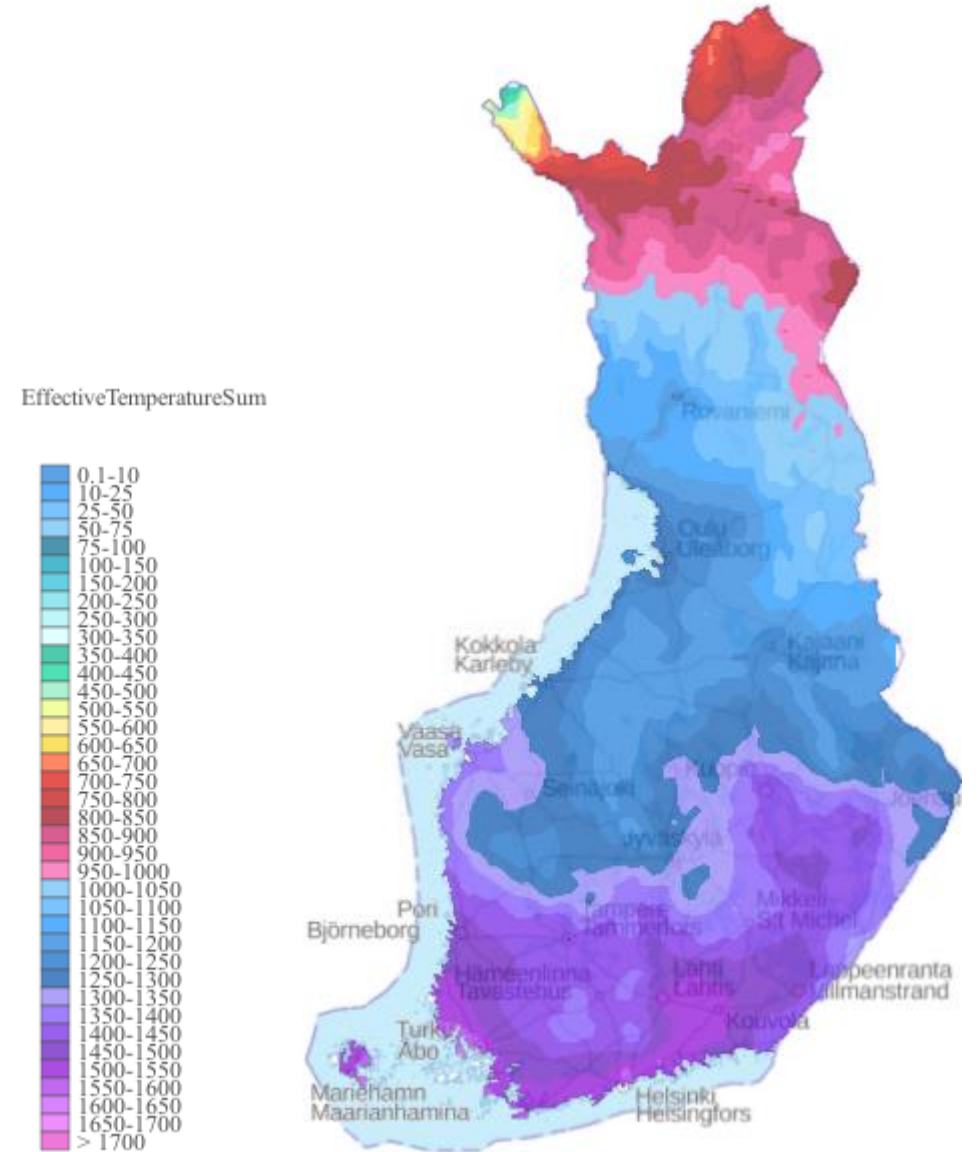 EffectiveTemperatureSum
0.1-10
10-25
25-50
50-75
75-100
100-150
150-200
200-250
250-300
300-350
350-400
400-450
450-500
500-550
550-600
600-650
650-700
700-750
750-800
800-850
850-900
900-950
950-1000
1000-1050
1050-1100
1100-1150
1150-1200
1200-1250
1250-1300
1300-1350
1350-1400
1400-1450
1450-1500
1500-1550
1550-1600
1600-1650
1650-1700
> 1700
Rovaniemi
Oulu
Uleåborg
Kokkola
Karleby
Kajaani
Kajana
Vaasa
Vasa
Kuopio
Seinäjoki
Joensuu
Jyväskylä
Pori
Björneborg
Tampere
Tammerfors
Mikkeli
S:t Michel
Hämeenlinna
Tavastehus
Lahti
Lahtis
Lappeenranta
Villmanstrand
Kouvola
Turku
Åbo
Mariehamn
Maarianhamina
Helsinki
Helsingfors